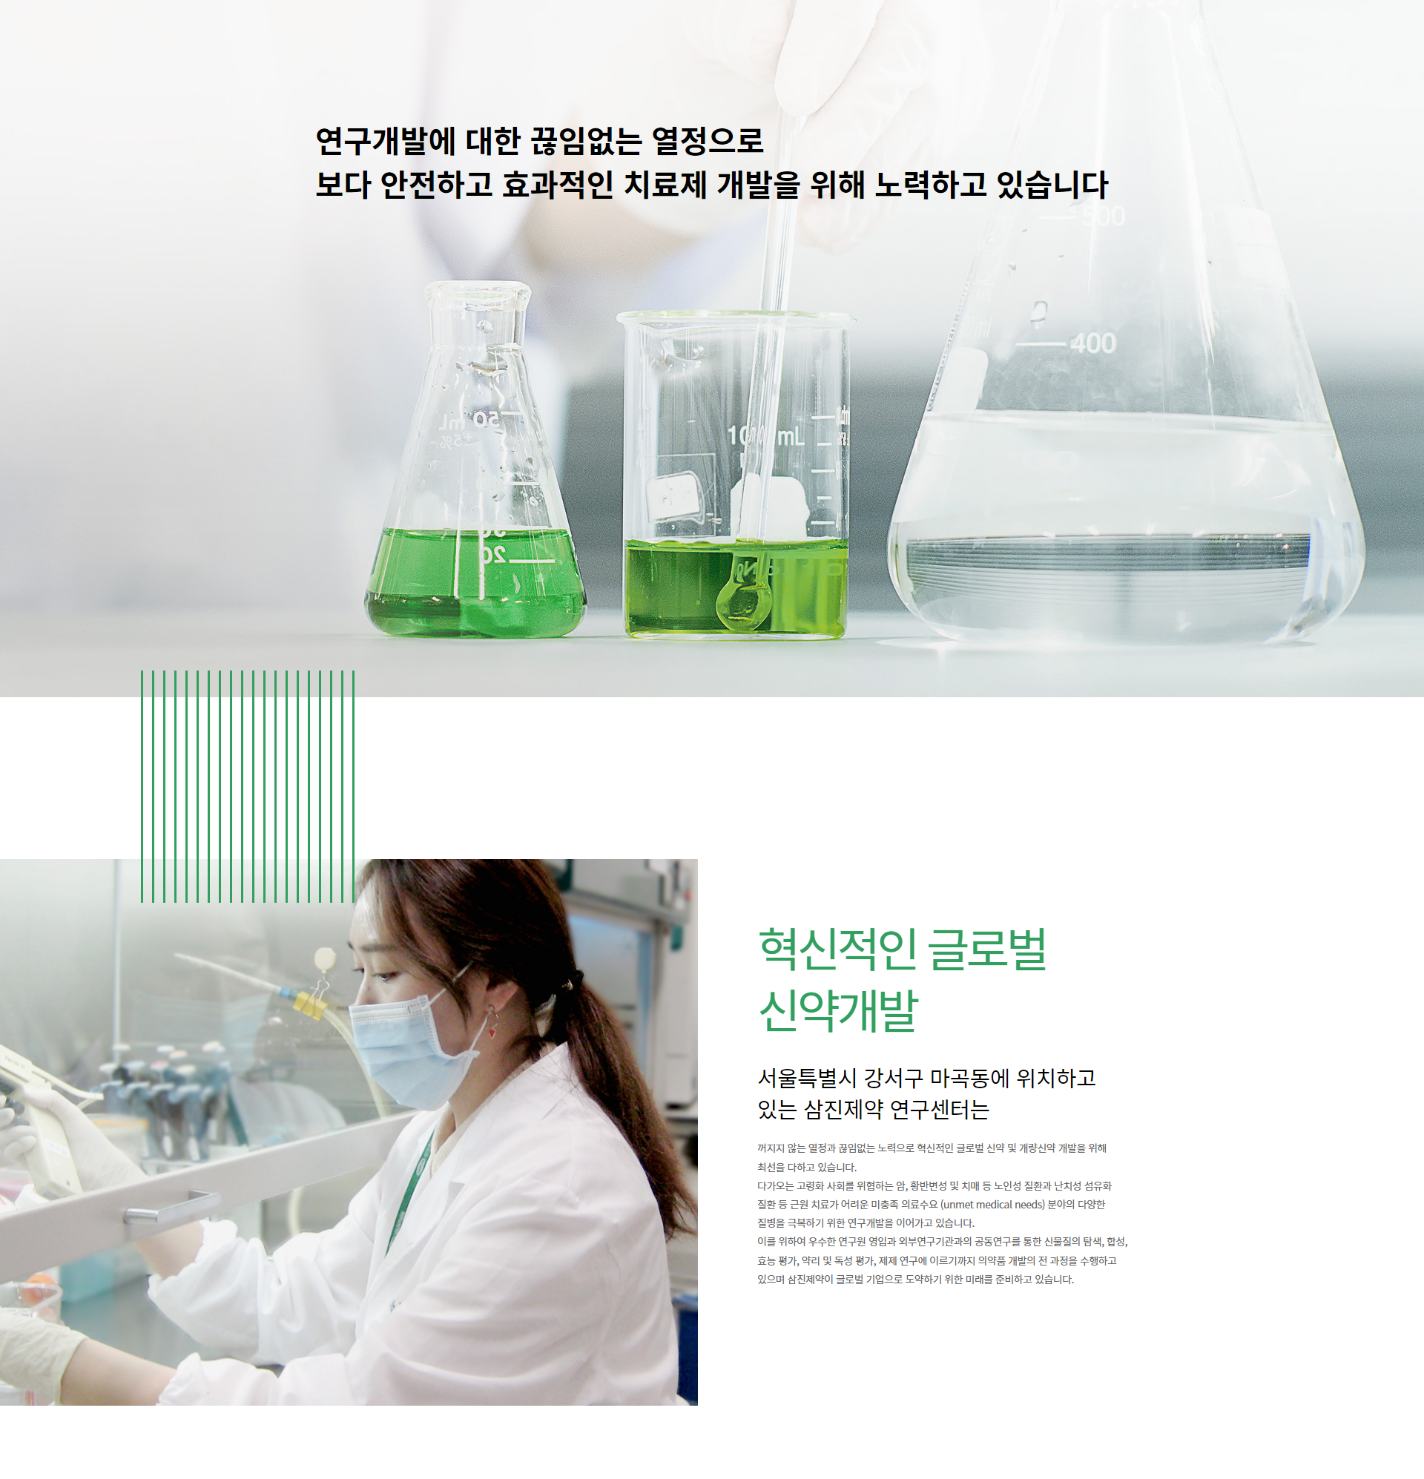 연구개발에 대한 끊임없는 열정으로
보다 안전하고 효과적인 치료제 개발을 위해 노력하고 있습니다
500
400
50 mL
±5%
20
mL
혁신적인 글로벌
신약개발
서울특별시 강서구 마곡동에 위치하고
있는 삼진제약 연구센터는
꺼지지 않는 열정과 끊임없는 노력으로 혁신적인 글로벌 신약 및 개량신약 개발을 위해
최선을 다하고 있습니다.
다가오는 고령화 사회를 위협하는 암, 황반변성 및 치매 등 노인성 질환과 난치성 섬유화
질환 등 근원 치료가 어려운 미충족 의료수요 (unmet medical needs) 분야의 다양한
질병을 극복하기 위한 연구개발을 이어가고 있습니다.
이를 위하여 우수한 연구원 영입과 외부연구기관과의 공동연구를 통한 신물질의 탐색, 합성,
효능 평가, 약리 및 독성 평가, 제제 연구에 이르기까지 의약품 개발의 전 과정을 수행하고
있으며 삼진제약이 글로벌 기업으로 도약하기 위한 미래를 준비하고 있습니다.